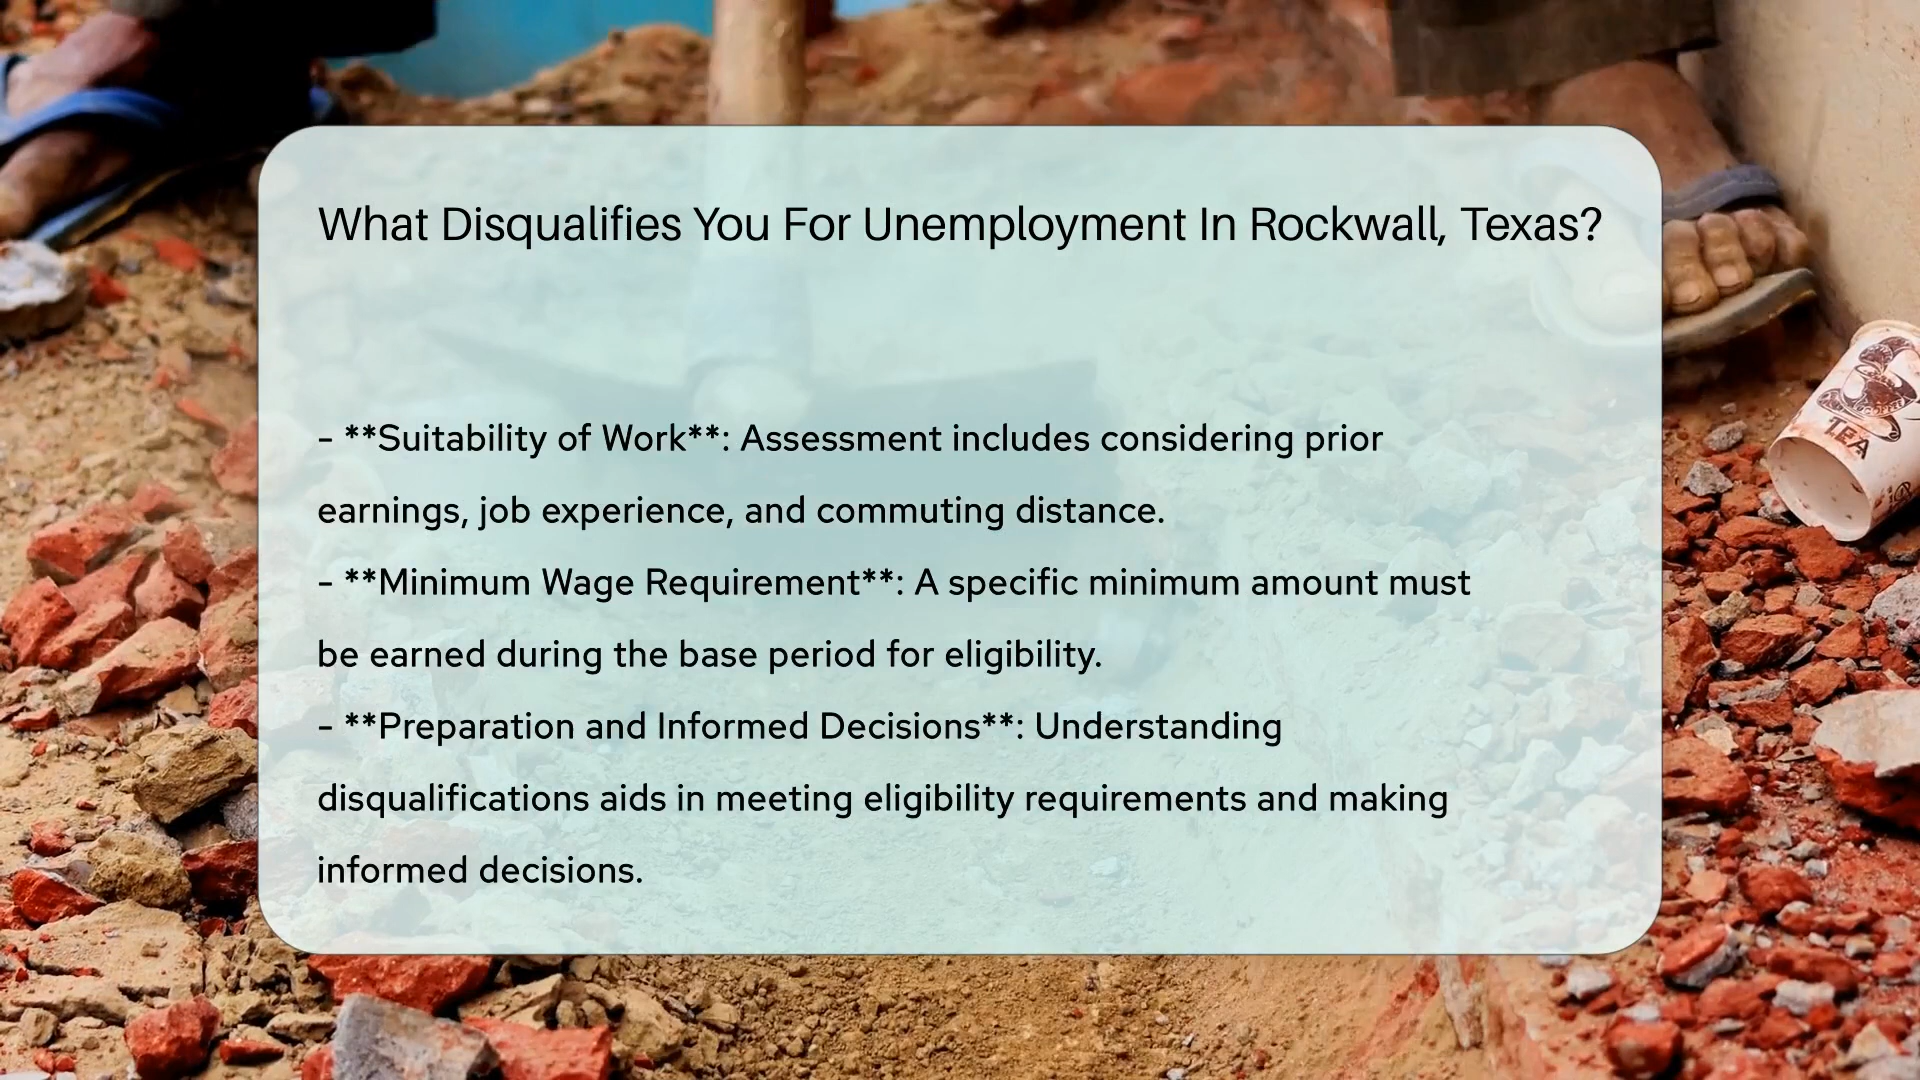 What Disqualifies You For Unemployment In Rockwall, Texas?
- **Suitability of Work**: Assessment includes considering prior
earnings, job experience, and commuting distance.
- **Minimum Wage Requirement**: A specific minimum amount must
be earned during the base period for eligibility.
- **Preparation and Informed Decisions**: Understanding
disqualifications aids in meeting eligibility requirements and making
informed decisions.
TEA